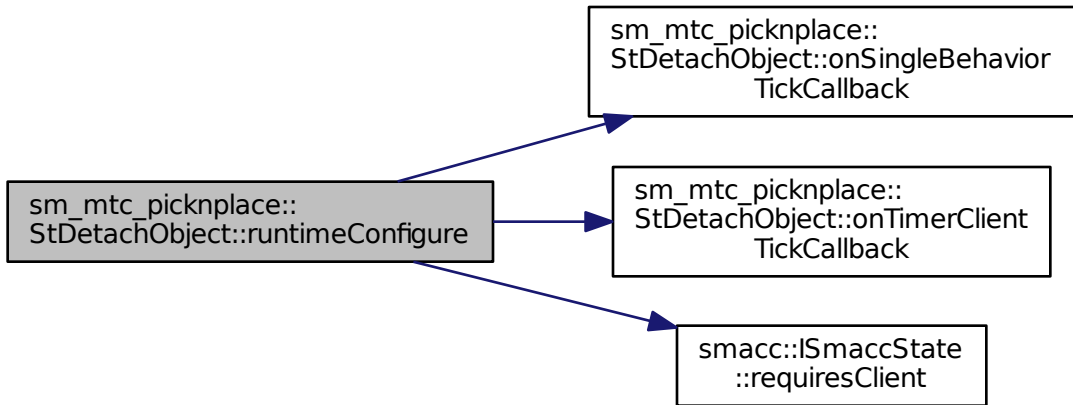 sm_mtc_picknplace::
StDetachObject::runtimeConfigure
sm_mtc_picknplace::
StDetachObject::onSingleBehavior
TickCallback
sm_mtc_picknplace::
StDetachObject::onTimerClient
TickCallback
smacc::ISmaccState
::requiresClient